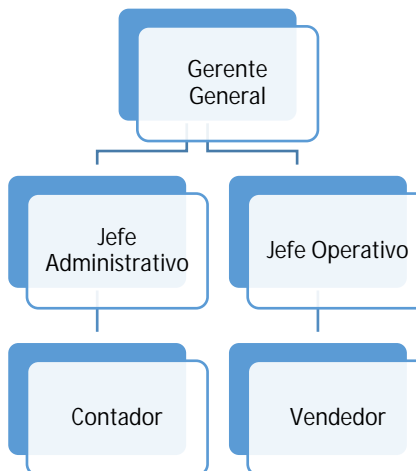 Gerente
General
Jefe
Administrativo
Jefe Operativo
Contador
Vendedor